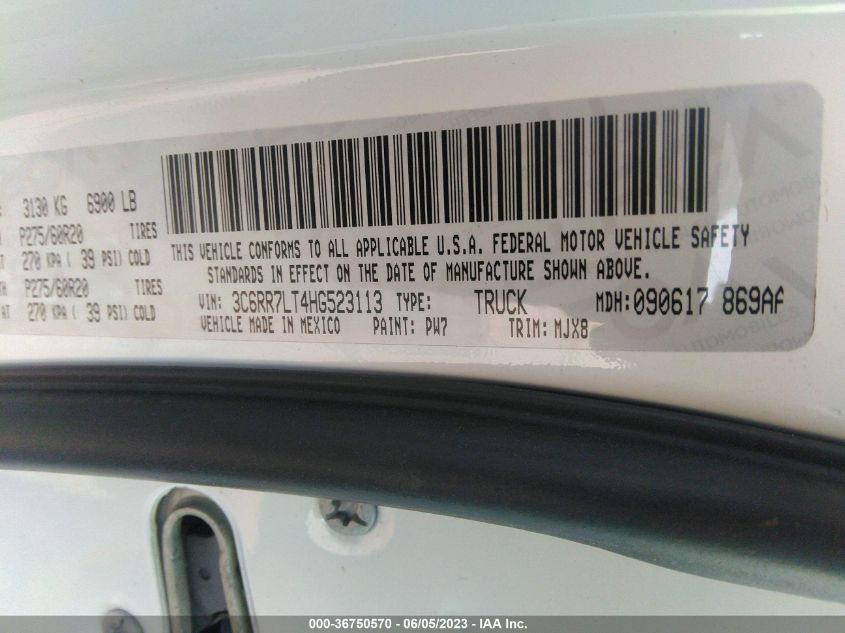 3130 KG 6900 LB
P275/60R20 TIRES
270 KPA ( 39 PSI) COLD
P275/60R20 TIRES
270 KPA ( 39 PSI) COLD
THIS VEHICLE CONFORMS TO ALL APPLICABLE U.S.A. FEDERAL MOTOR VEHICLE SAFETY
STANDARDS IN EFFECT ON THE DATE OF MANUFACTURE SHOWN ABOVE.
VIN: 3C6RR7LT4HG523113 TYPE: TRUCK MDH:090617 869AA
VEHICLE MADE IN MEXICO PAINT: PW7 TRIM: MJX8
000-36750570 - 06/05/2023 - IAA Inc.